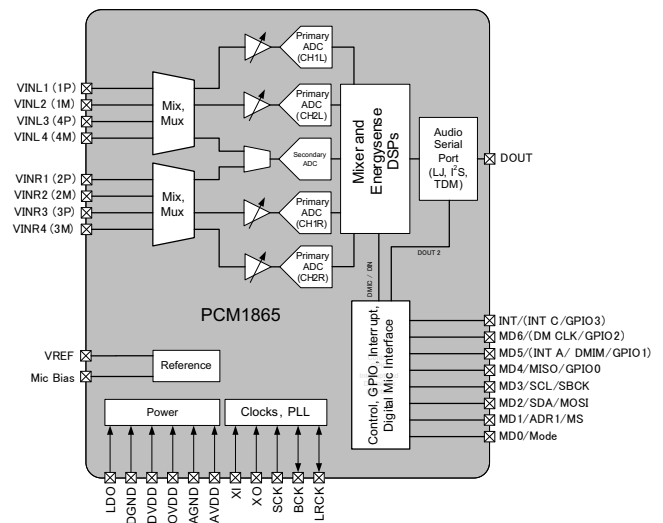 Primary
ADC
(CH1L)
Primary
ADC
(CH2L)
Secondary
ADC
Primary
ADC
(CH1R)
Primary
ADC
(CH2R)
VINL1 (1P)
VINL2 (1M)
VINL3 (4P)
VINL4 (4M)
VINR1 (2P)
VINR2 (2M)
VINR3 (3P)
VINR4 (3M)
Mix,
Mux
Mix,
Mux
Mixer and
Energysense
DSPs
Audio
Serial
Port
(LJ, I²S,
TDM)
DOUT
DMIC / DIN
DOUT 2
PCM1865
VREF
Mic Bias
Reference
Control, GPIO, Interrupt,
Digital Mic Interface
INT/(INT C/GPIO3)
MD6/(DM CLK/GPIO2)
MD5/(INT A/ DMIM/GPIO1)
MD4/MISO/GPIO0
MD3/SCL/SBCK
MD2/SDA/MOSI
MD1/ADR1/MS
MD0/Mode
Power
Clocks, PLL
LDO
DGND
DVDD
IOVDD
AGND
AVDD
XI
XO
SCK
BCK
LRCK